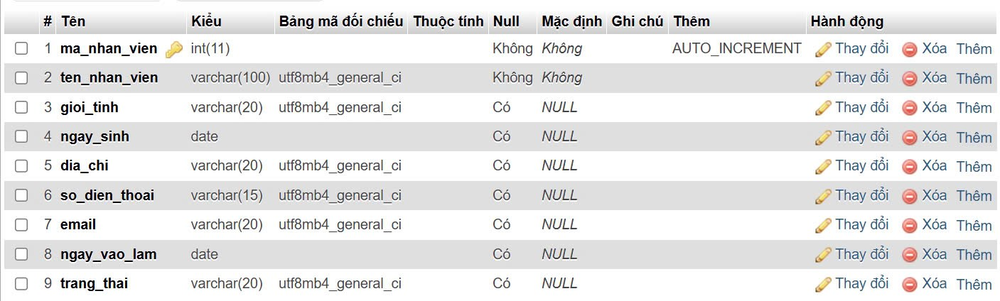 # Tên Kiểu Bảng mã đối chiếu Thuộc tính Null Mặc định Ghi chú Thêm Hành động
1 ma_nhan_vien int(11) Không Không AUTO_INCREMENT Thay đổi Xóa Thêm
2 ten_nhan_vien varchar(100) utf8mb4_general_ci Không Không Thay đổi Xóa Thêm
3 gioi_tinh varchar(20) utf8mb4_general_ci Có NULL Thay đổi Xóa Thêm
4 ngay_sinh date Có NULL Thay đổi Xóa Thêm
5 dia_chi varchar(20) utf8mb4_general_ci Có NULL Thay đổi Xóa Thêm
6 so_dien_thoai varchar(15) utf8mb4_general_ci Có NULL Thay đổi Xóa Thêm
7 email varchar(20) utf8mb4_general_ci Có NULL Thay đổi Xóa Thêm
8 ngay_vao_lam date Có NULL Thay đổi Xóa Thêm
9 trang_thai varchar(20) utf8mb4_general_ci Có NULL Thay đổi Xóa Thêm